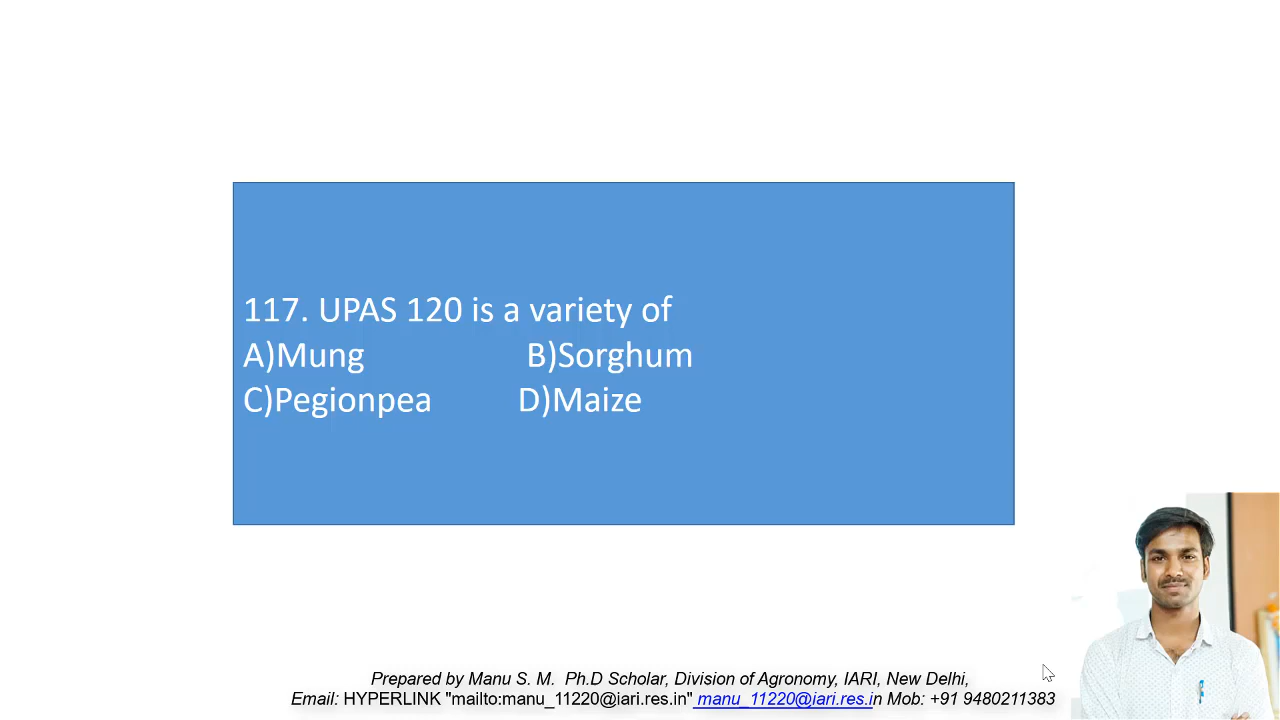 117. UPAS 120 is a variety of
A)Mung B)Sorghum
C)Pegionpea D)Maize
Prepared by Manu S. M. Ph.D Scholar, Division of Agronomy, IARI, New Delhi,
Email: HYPERLINK "mailto:manu_11220@iari.res.in" manu_11220@iari.res.in Mob: +91 9480211383